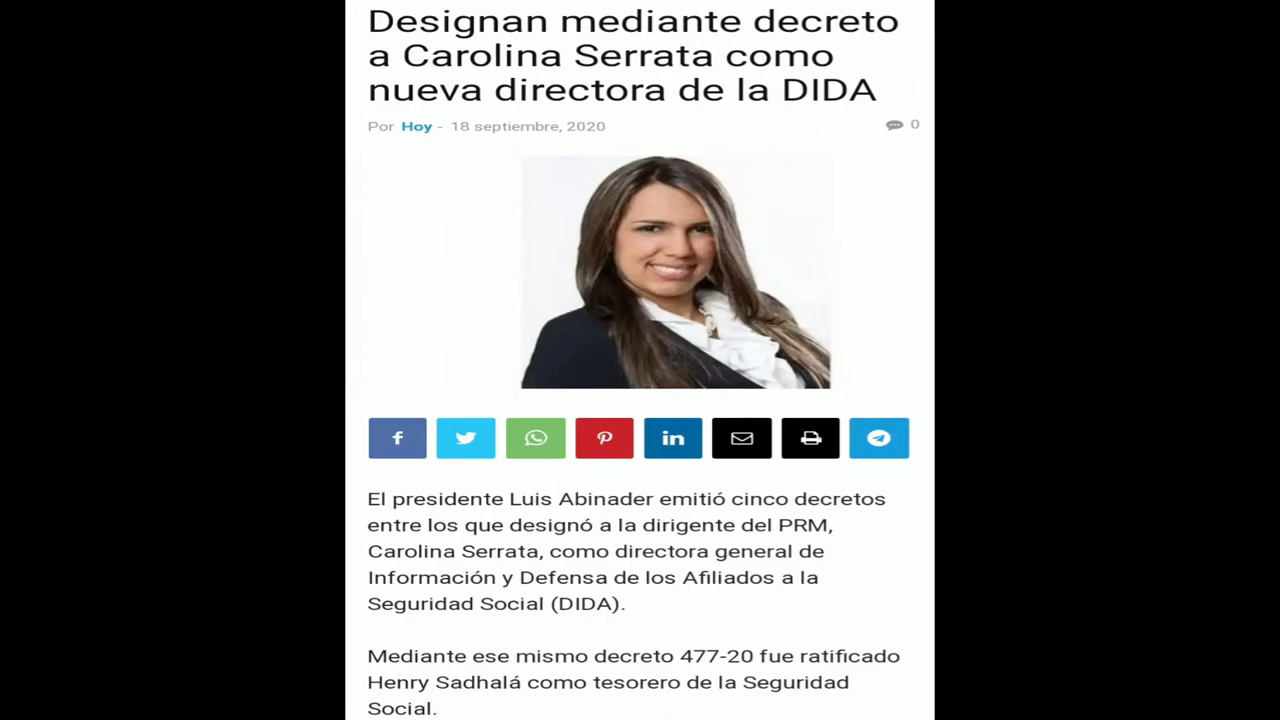 Designan mediante decreto
a Carolina Serrata como
nueva directora de la DIDA
Por Hoy - 18 septiembre, 2020
0
El presidente Luis Abinader emitió cinco decretos
entre los que designó a la dirigente del PRM,
Carolina Serrata, como directora general de
Información y Defensa de los Afiliados a la
Seguridad Social (DIDA).
Mediante ese mismo decreto 477-20 fue ratificado
Henry Sadhalá como tesorero de la Seguridad
Social.